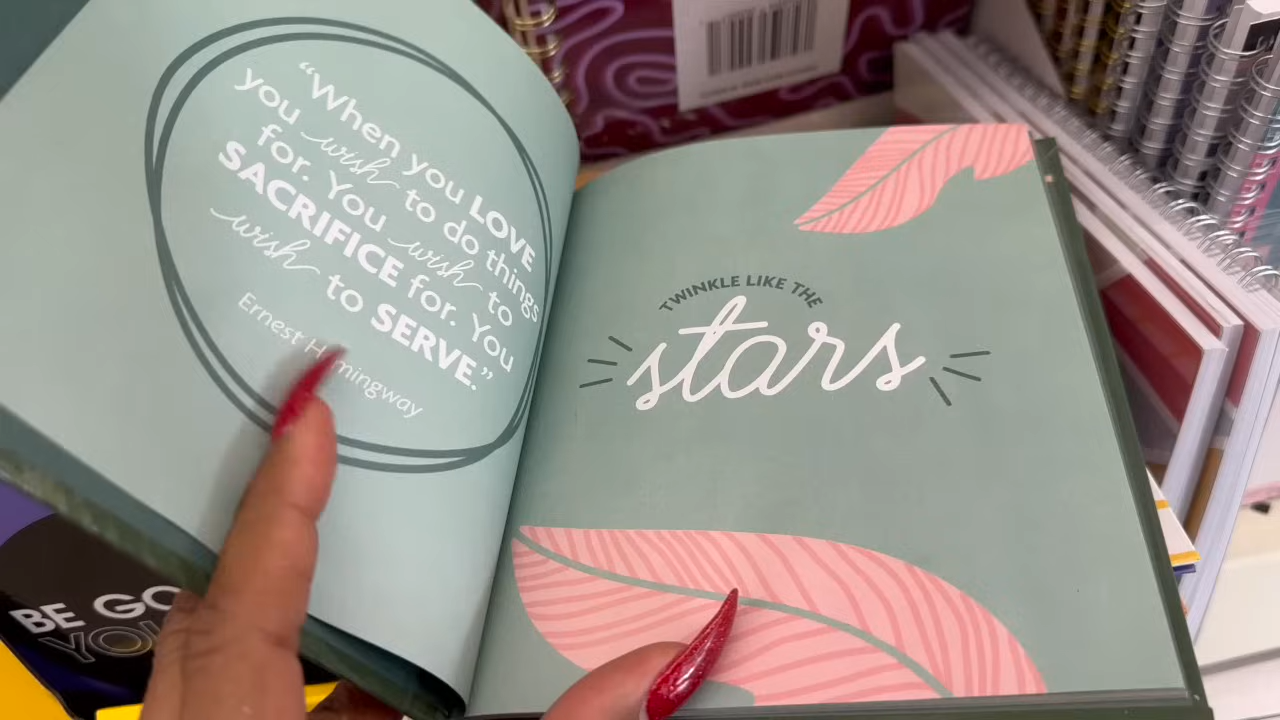 “When you LOVE
you wish to do things
for. You wish to
SACRIFICE for. You
wish to SERVE.”
Ernest Hemingway
TWINKLE LIKE THE
stars
BE GO
YOU